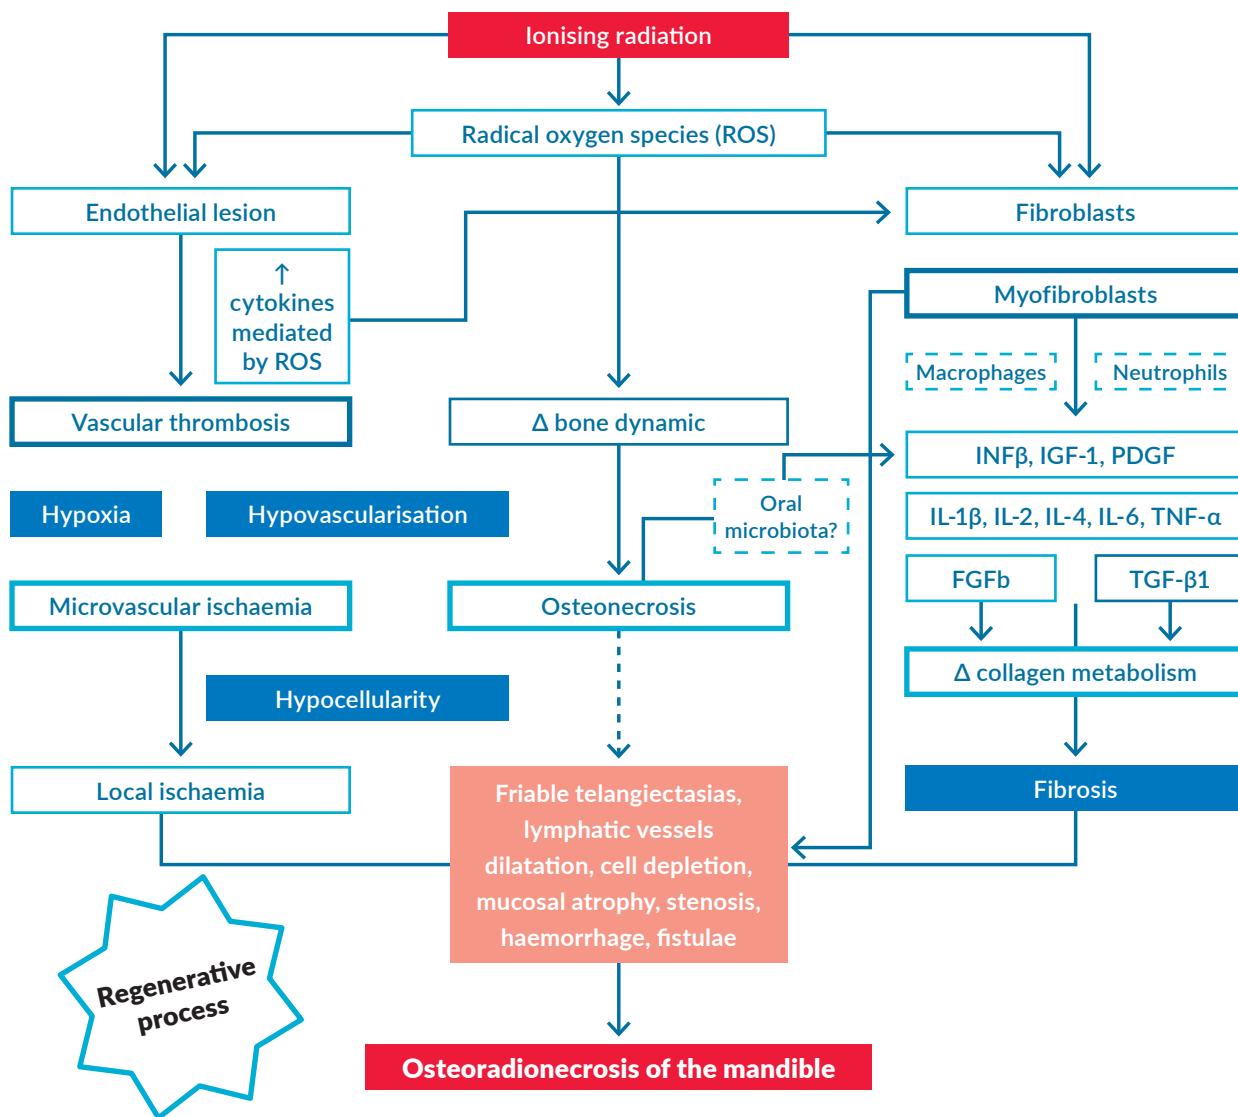 Ionising radiation
Radical oxygen species (ROS)
Endothelial lesion
Fibroblasts
↑
cytokines
mediated
by ROS
Myofibroblasts
Macrophages
Neutrophils
Vascular thrombosis
Δ bone dynamic
INFβ, IGF-1, PDGF
Hypoxia
Hypovascularisation
Oral
microbiota?
IL-1β, IL-2, IL-4, IL-6, TNF-α
FGFb
TGF-β1
Microvascular ischaemia
Osteonecrosis
Δ collagen metabolism
Hypocellularity
Local ischaemia
Friable telangiectasias,
lymphatic vessels
dilatation, cell depletion,
mucosal atrophy, stenosis,
haemorrhage, fistulae
Fibrosis
Regenerative
process
Osteoradionecrosis of the mandible